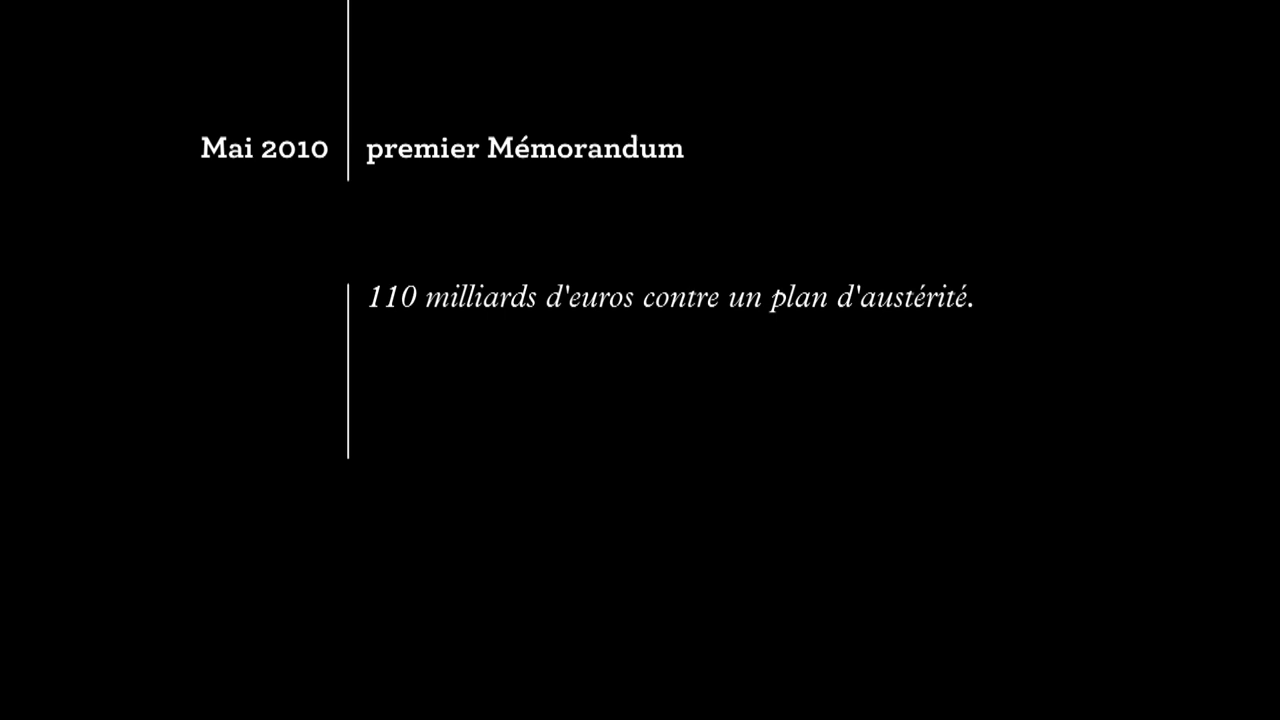 Mai 2010 premier Mémorandum
110 milliards d'euros contre un plan d'austérité.